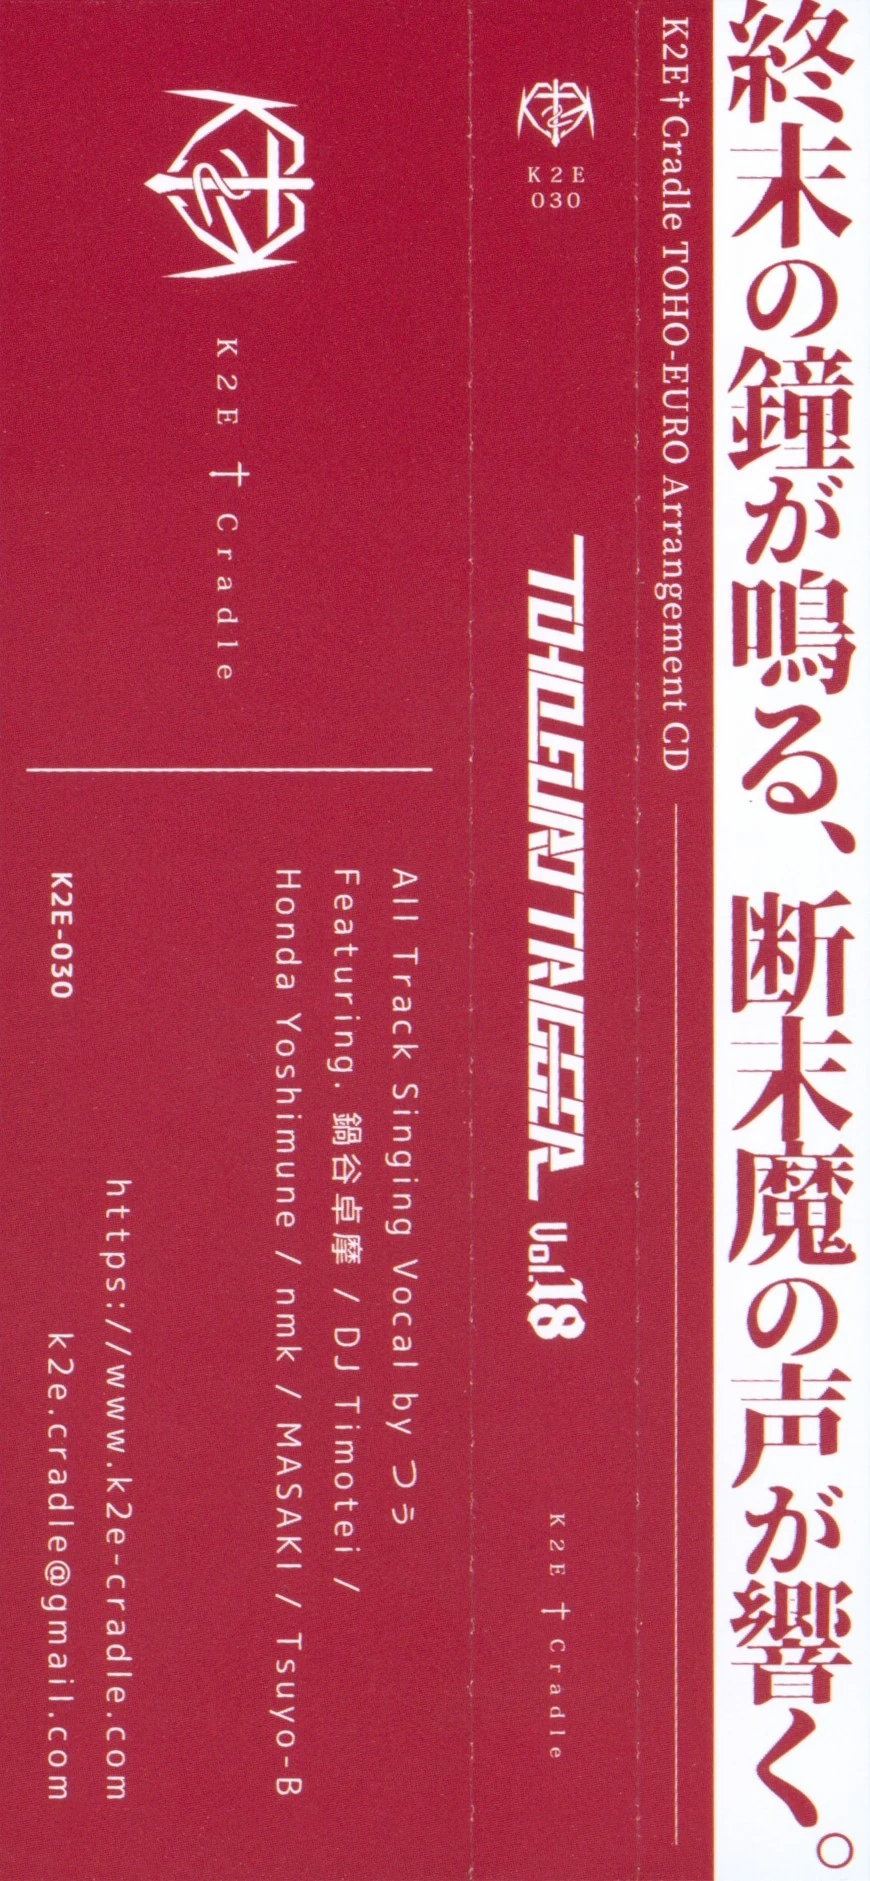 終末の鐘が鳴る、断末魔の声が響く。
K2E†Cradle TOHO-EURO Arrangement CD
K2E
030
TOHO EURO TRIGGER Vol.18
K2E † Cradle
K2E † Cradle
All Track Singing Vocal by つぅ
Featuring. 鍋谷卓摩 / DJ Timotei /
Honda Yoshimune / nmk / MASAKI / Tsuyo-B
https://www.k2e-cradle.com
K2E-030
k2e.cradle@gmail.com